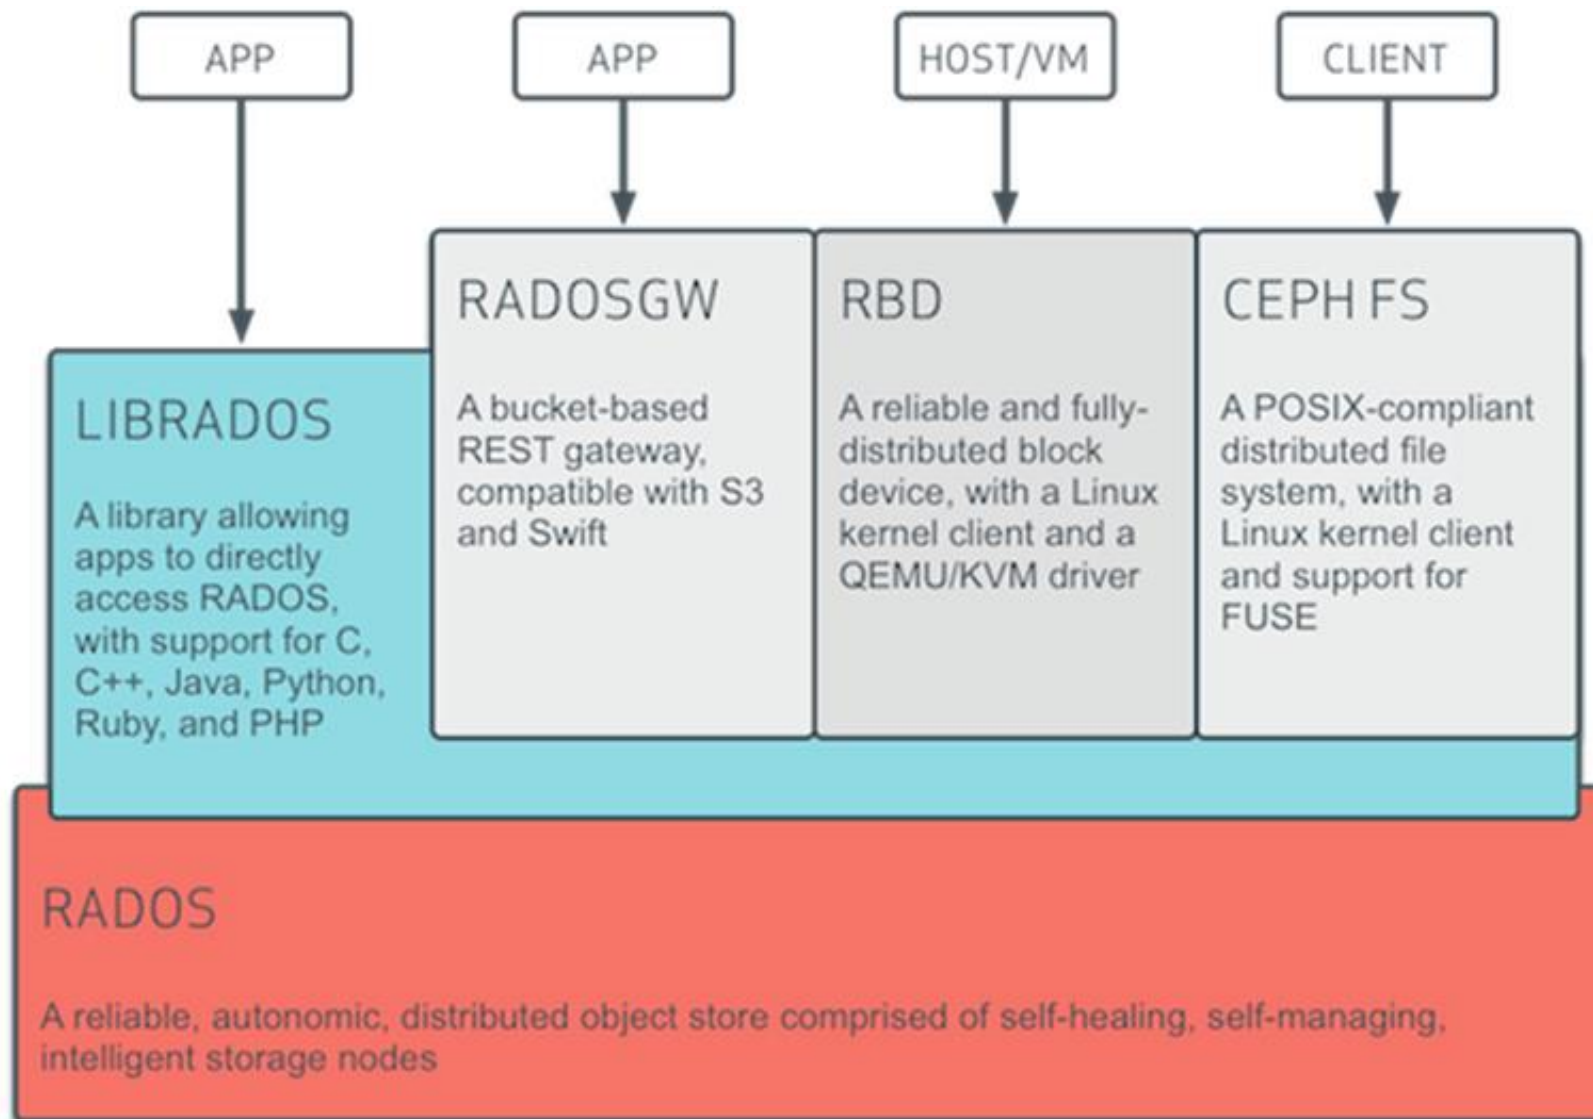 APP
APP
HOST/VM
CLIENT
LIBRADOS
A library allowing
apps to directly
access RADOS,
with support for C,
C++, Java, Python,
Ruby, and PHP
RADOSGW
A bucket-based
REST gateway,
compatible with S3
and Swift
RBD
A reliable and fully-
distributed block
device, with a Linux
kernel client and a
QEMU/KVM driver
CEPH FS
A POSIX-compliant
distributed file
system, with a
Linux kernel client
and support for
FUSE
RADOS
A reliable, autonomic, distributed object store comprised of self-healing, self-managing,
intelligent storage nodes